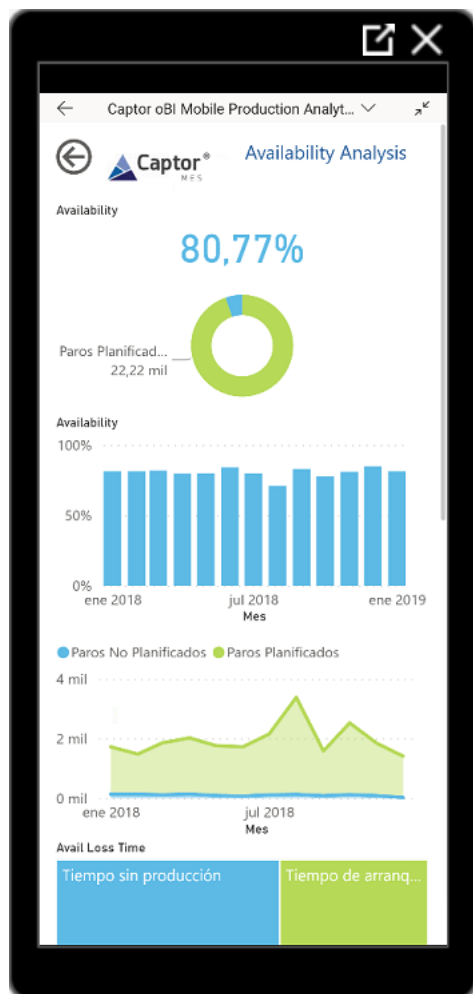 Captor oBI Mobile Production Analyt...
Captor®
MES
Availability Analysis
Availability
80,77%
Paros Planificad...
22,22 mil
Availability
100%
50%
0%
ene 2018 jul 2018 ene 2019
Mes
Paros No Planificados Paros Planificados
4 mil
2 mil
0 mil
ene 2018 jul 2018
Mes
Avail Loss Time
Tiempo sin producción Tiempo de arranq...